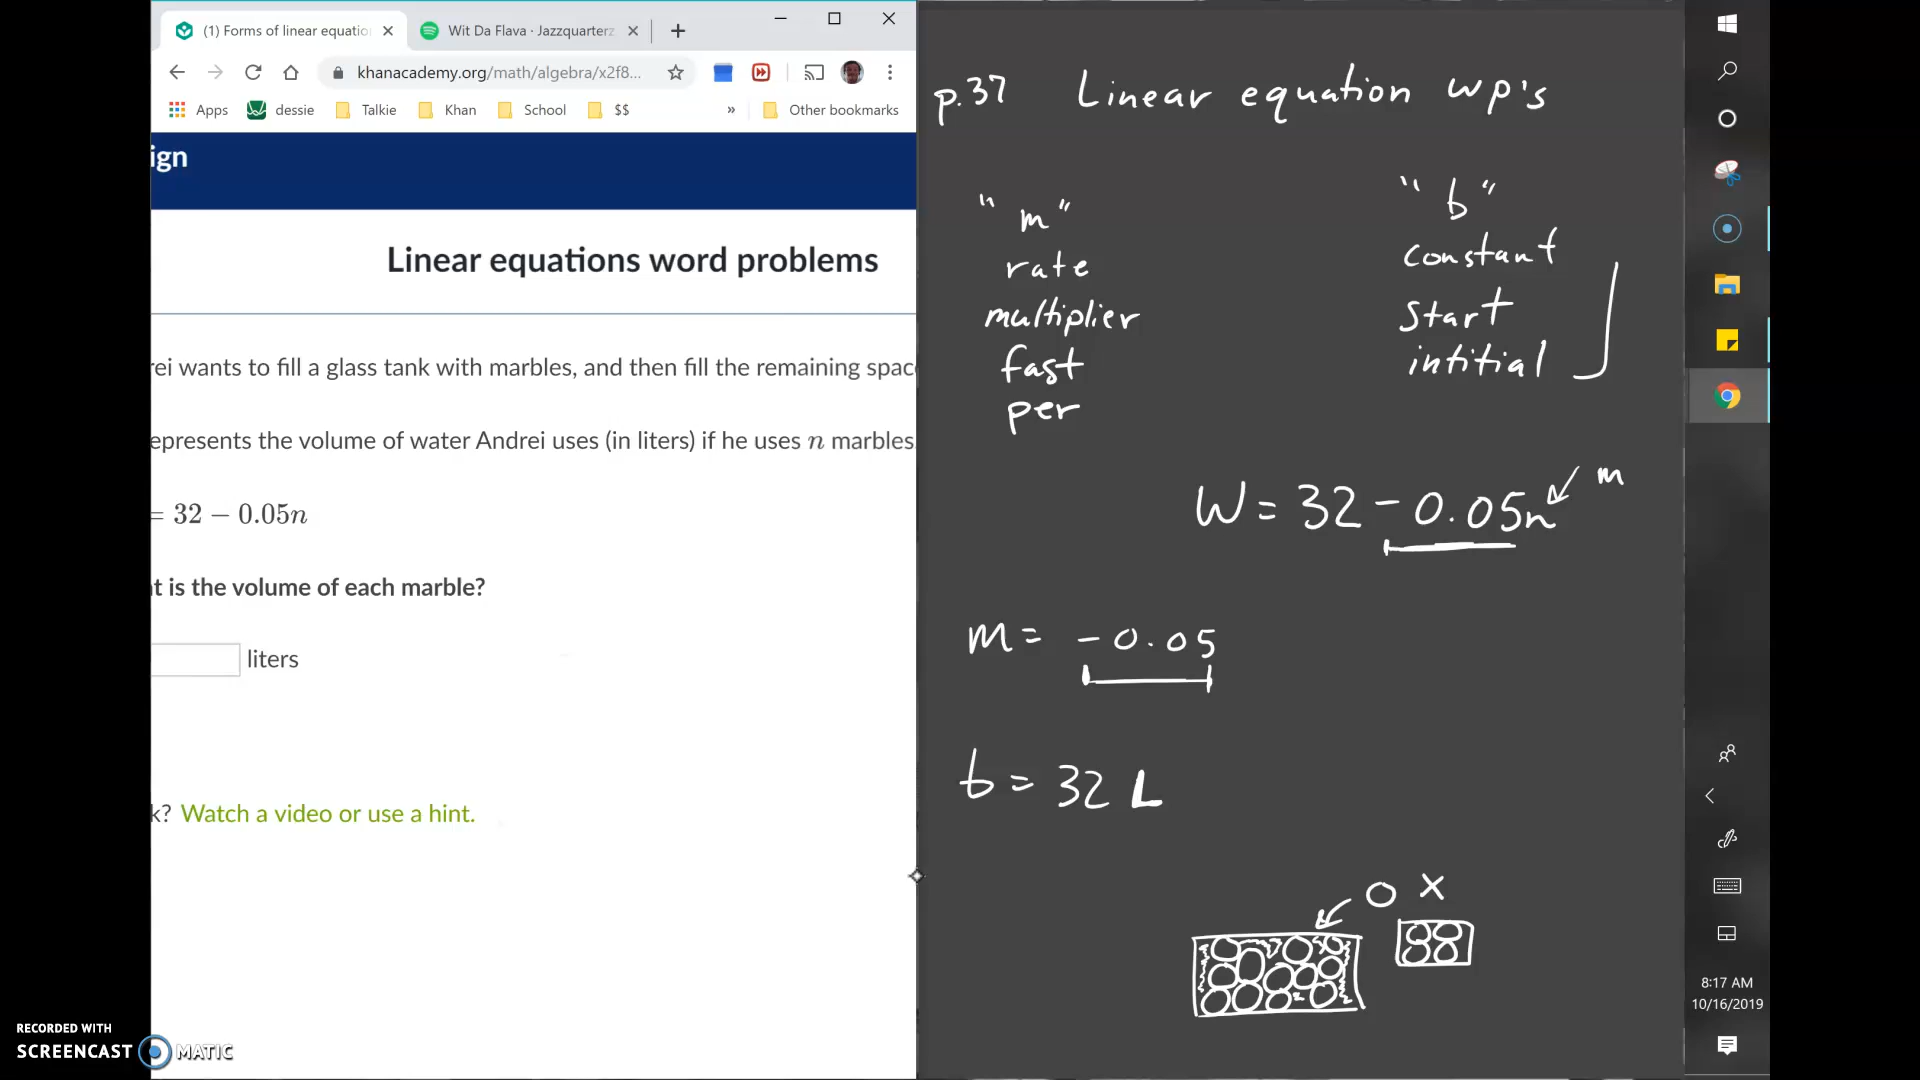 (1) Forms of linear equatio
Wit Da Flava · Jazzquarterz
khanacademy.org/math/algebra/x2f8...
Apps
dessie
Talkie
Khan
School
$$
»
Other bookmarks
ign
Linear equations word problems
rei wants to fill a glass tank with marbles, and then fill the remaining spac
epresents the volume of water Andrei uses (in liters) if he uses n marbles
= 32 − 0.05n
t is the volume of each marble?
liters
k? Watch a video or use a hint.
p.37 Linear equation wp's
"m"
rate
multiplier
fast
per
"b"
constant
start
intitial
W = 32 - 0.05n
m
m = -0.05
b = 32 L
O X
8:17 AM
10/16/2019
RECORDED WITH
SCREENCAST MATIC